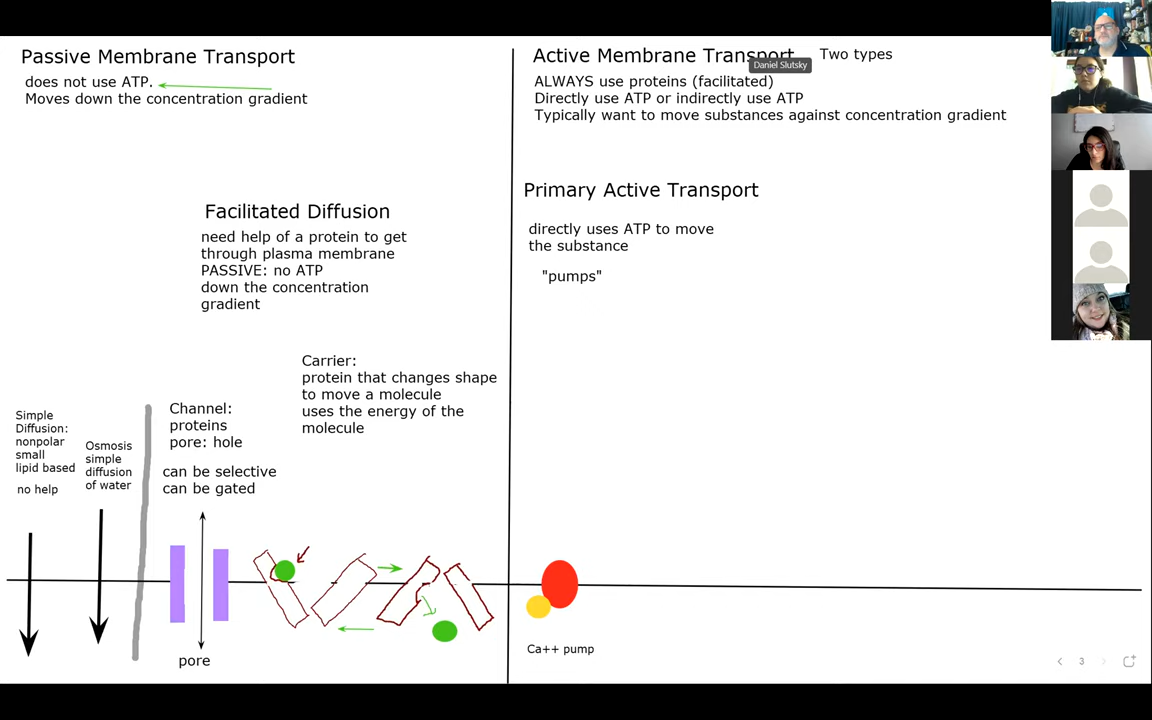 Passive Membrane Transport
does not use ATP.
Moves down the concentration gradient
Facilitated Diffusion
need help of a protein to get
through plasma membrane
PASSIVE: no ATP
down the concentration
gradient
Carrier:
protein that changes shape
to move a molecule
uses the energy of the
molecule
Channel:
proteins
pore: hole
can be selective
can be gated
Simple
Diffusion:
nonpolar
small
lipid based
no help
Osmosis
simple
diffusion
of water
pore
Active Membrane Transport
Two types
Daniel Slutsky
ALWAYS use proteins (facilitated)
Directly use ATP or indirectly use ATP
Typically want to move substances against concentration gradient
Primary Active Transport
directly uses ATP to move
the substance
"pumps"
Ca++ pump
3